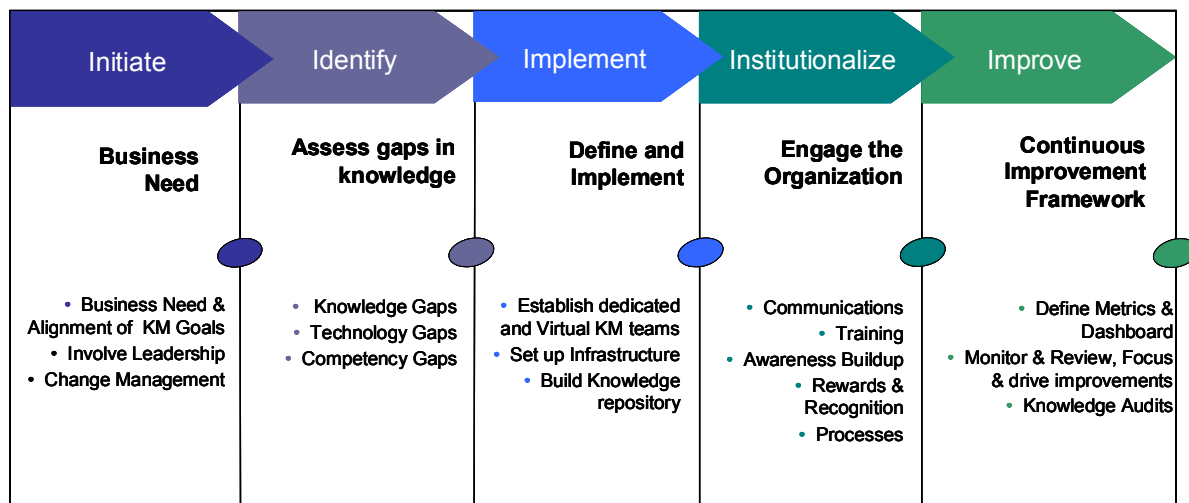 Initiate
Identify
Implement
Institutionalize
Improve
Business
Need
Assess gaps in
knowledge
Define and
Implement
Engage the
Organization
Continuous
Improvement
Framework
• Business Need &
Alignment of KM Goals
• Involve Leadership
• Change Management
• Knowledge Gaps
• Technology Gaps
• Competency Gaps
• Establish dedicated
and Virtual KM teams
• Set up Infrastructure
• Build Knowledge
repository
• Communications
• Training
• Awareness Buildup
• Rewards &
Recognition
• Processes
• Define Metrics &
Dashboard
• Monitor & Review, Focus
& drive improvements
• Knowledge Audits